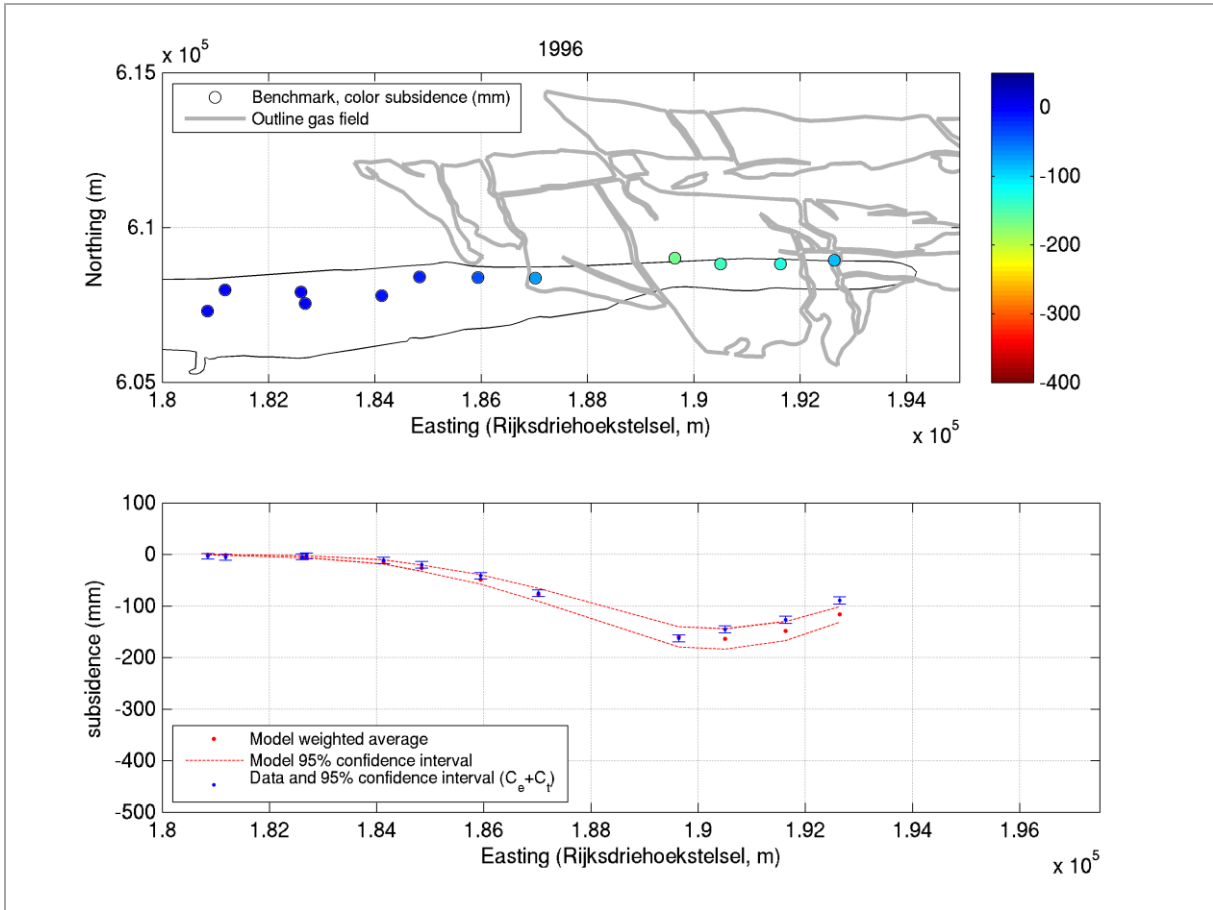 x 10^5
1996
6.15
6.1
6.05
Northing (m)
Benchmark, color subsidence (mm)
Outline gas field
0
-100
-200
-300
-400
1.8 1.82 1.84 1.86 1.88 1.9 1.92 1.94
Easting (Rijksdriehoekstelsel, m)
x 10^5
100
0
-100
-200
-300
-400
-500
subsidence (mm)
Model weighted average
Model 95% confidence interval
Data and 95% confidence interval (C_e+C_t)
1.8 1.82 1.84 1.86 1.88 1.9 1.92 1.94 1.96
Easting (Rijksdriehoekstelsel, m)
x 10^5